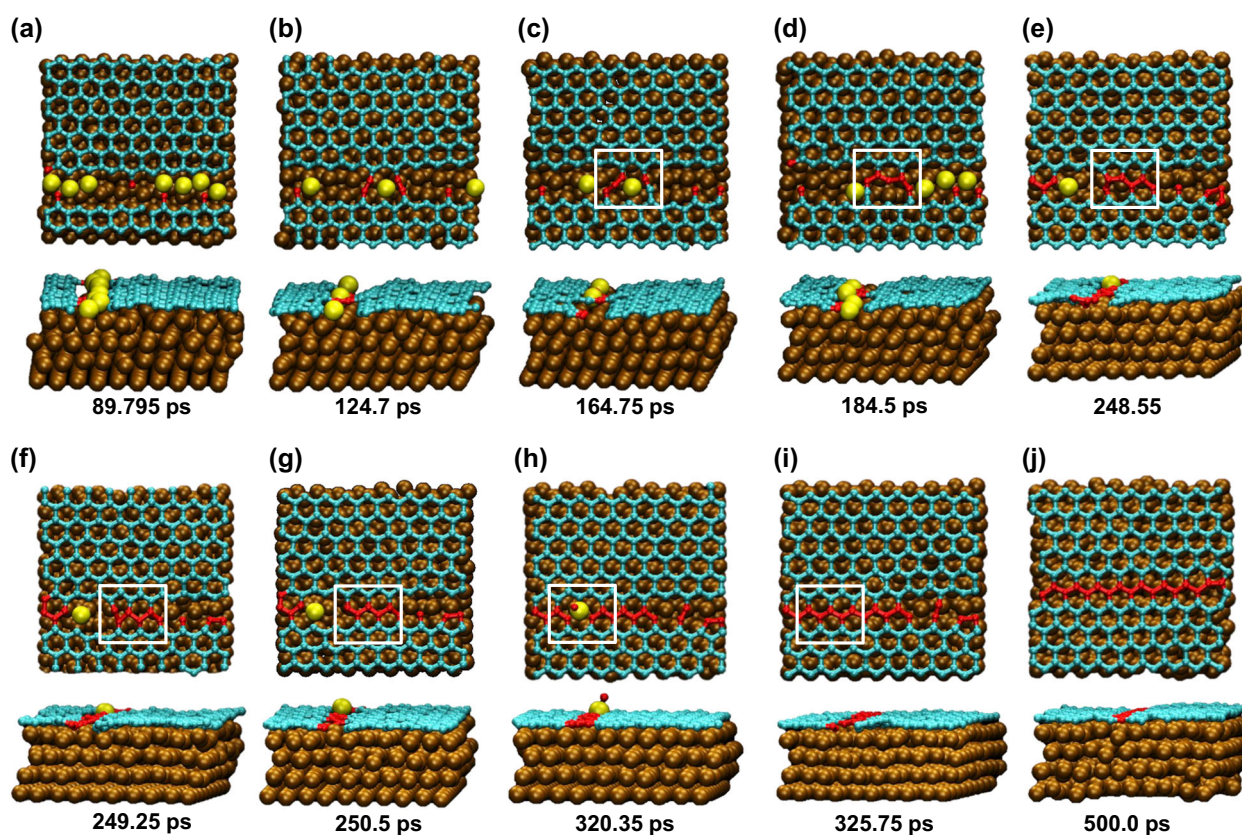 (a) (b) (c) (d) (e)
89.795 ps 124.7 ps 164.75 ps 184.5 ps 248.55
(f) (g) (h) (i) (j)
249.25 ps 250.5 ps 320.35 ps 325.75 ps 500.0 ps